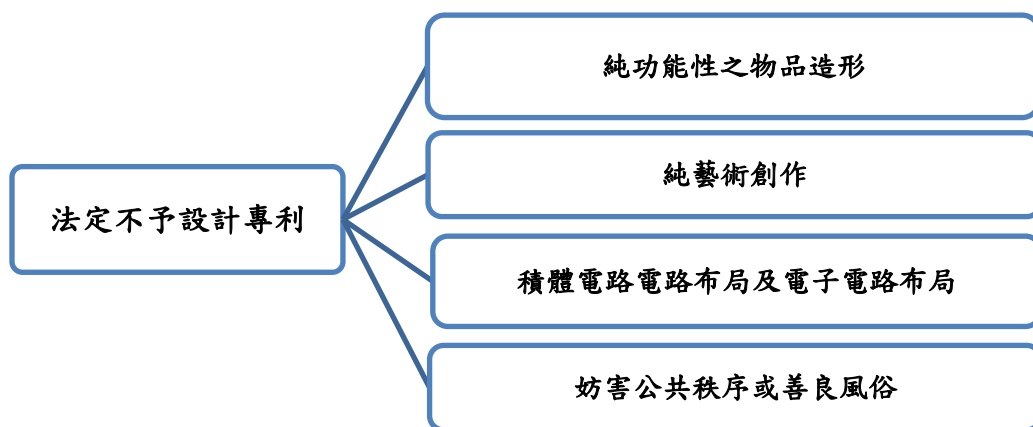 法定不予設計專利
純功能性之物品造形
純藝術創作
積體電路電路布局及電子電路布局
妨害公共秩序或善良風俗